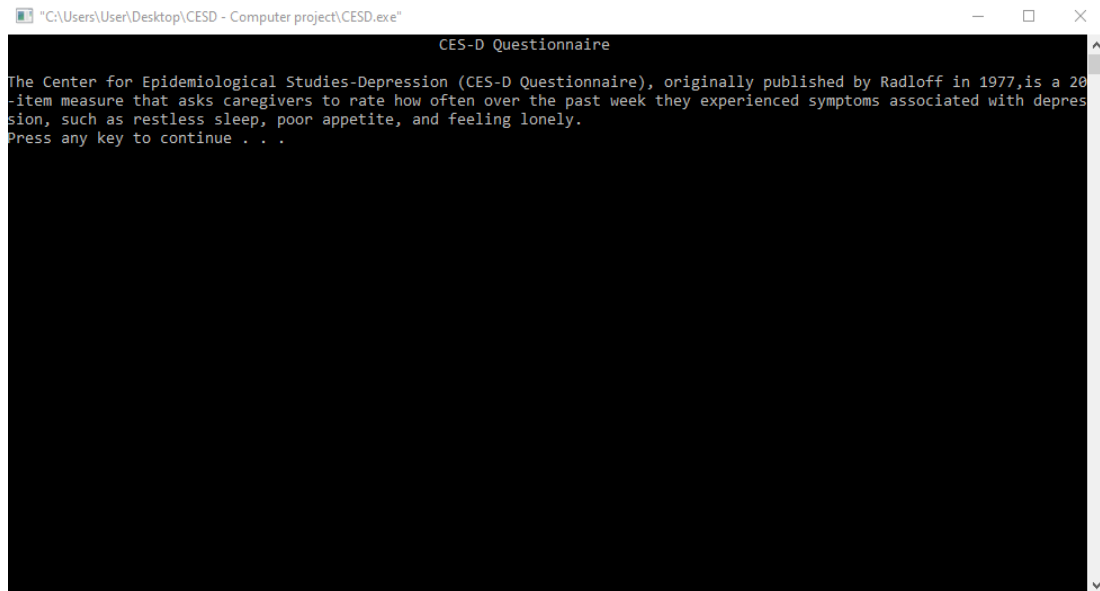 "C:\Users\User\Desktop\CESD - Computer project\CESD.exe"
CES-D Questionnaire
The Center for Epidemiological Studies-Depression (CES-D Questionnaire), originally published by Radloff in 1977,is a 20
-item measure that asks caregivers to rate how often over the past week they experienced symptoms associated with depres
sion, such as restless sleep, poor appetite, and feeling lonely.
Press any key to continue . . .